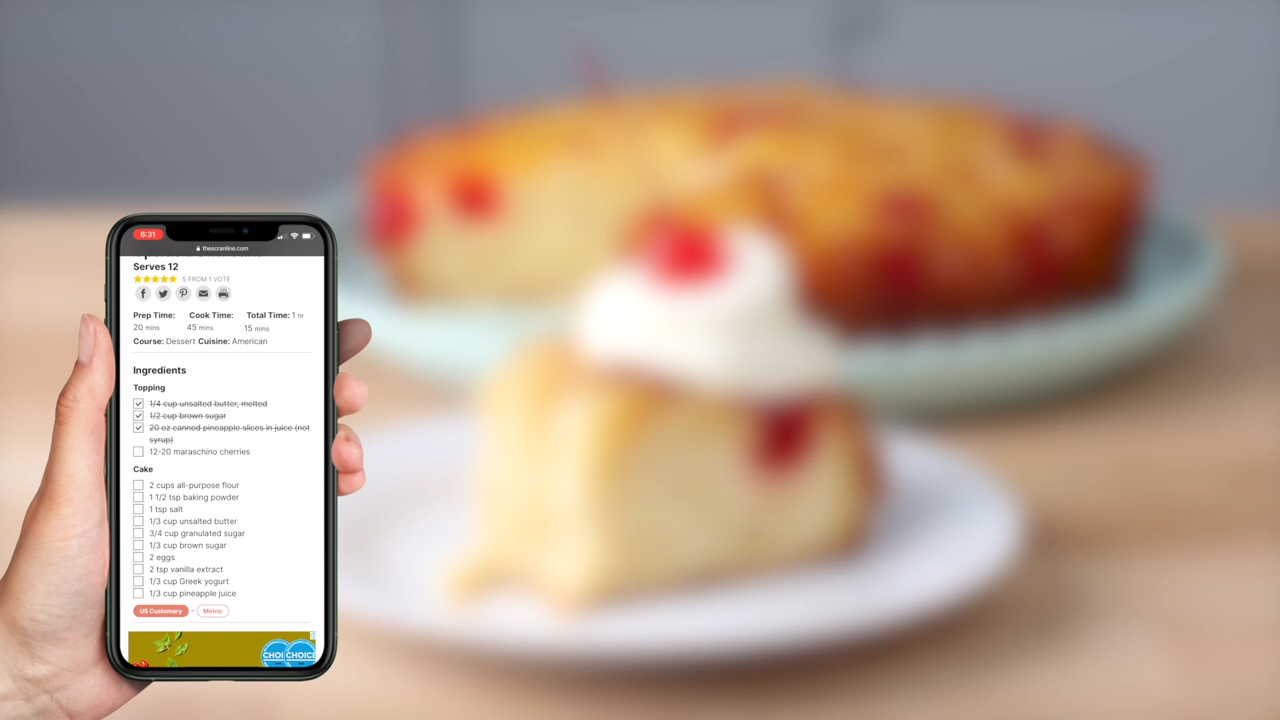 6:31
thescranline.com
Serves 12
5 FROM 1 VOTE
Prep Time: Cook Time: Total Time: 1 hr
20 mins 45 mins 15 mins
Course: Dessert Cuisine: American
Ingredients
Topping
1/4 cup unsalted butter, melted
1/2 cup brown sugar
20 oz canned pineapple slices in juice (not
syrup)
12-20 maraschino cherries
Cake
2 cups all-purpose flour
1 1/2 tsp baking powder
1 tsp salt
1/3 cup unsalted butter
3/4 cup granulated sugar
1/3 cup brown sugar
2 eggs
2 tsp vanilla extract
1/3 cup Greek yogurt
1/3 cup pineapple juice
US Customary - Metric
CHOI CHOICE